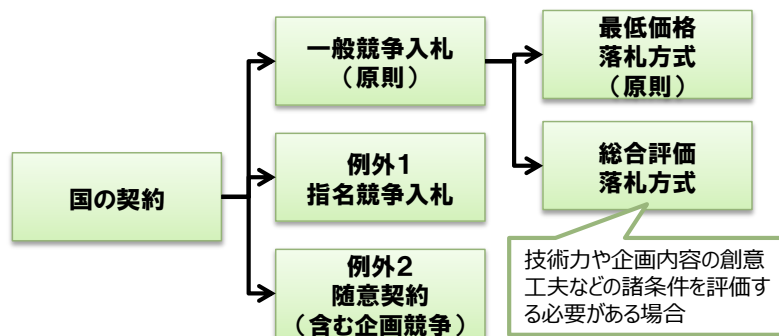 国の契約
一般競争入札
（原則）
例外1
指名競争入札
例外2
随意契約
（含む企画競争）
最低価格
落札方式
（原則）
総合評価
落札方式
技術力や企画内容の創意
工夫などの諸条件を評価す
る必要がある場合